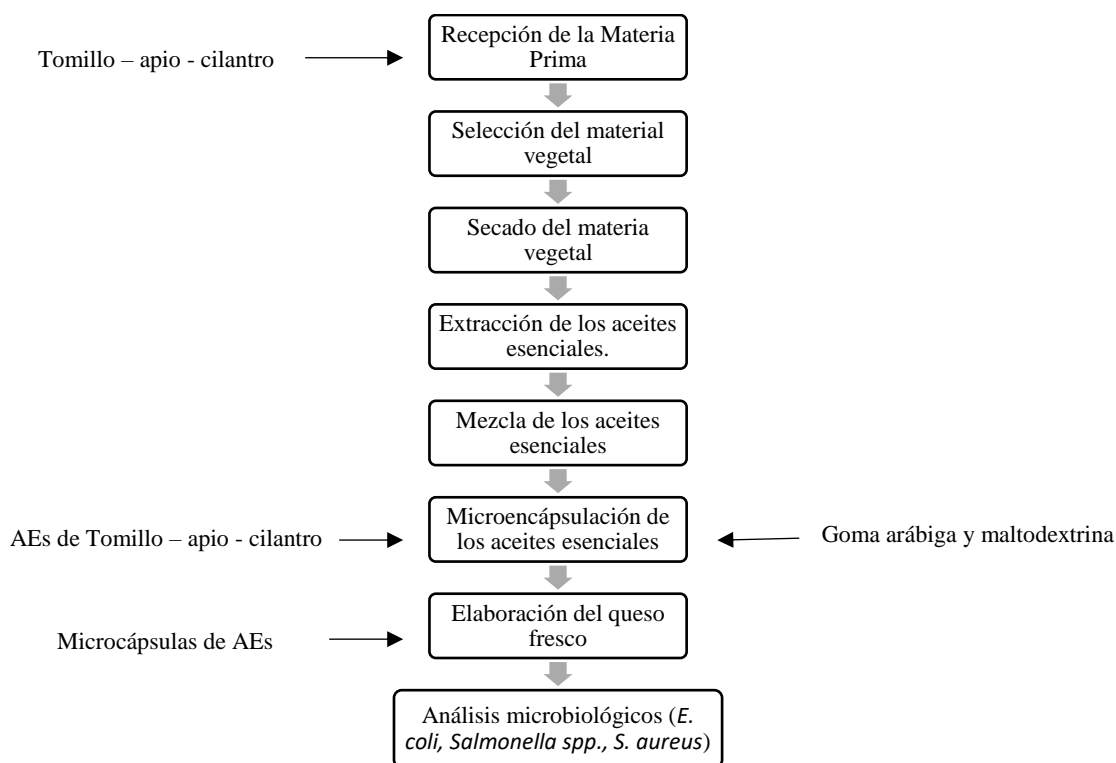 Recepción de la Materia
Prima
Tomillo – apio - cilantro
Selección del material
vegetal
Secado del materia
vegetal
Extracción de los aceites
esenciales.
Mezcla de los aceites
esenciales
AEs de Tomillo – apio - cilantro
Microencápsulación de
los aceites esenciales
Goma arábiga y maltodextrina
Microcápsulas de AEs
Elaboración del queso
fresco
Análisis microbiológicos (E.
coli, Salmonella spp., S. aureus)